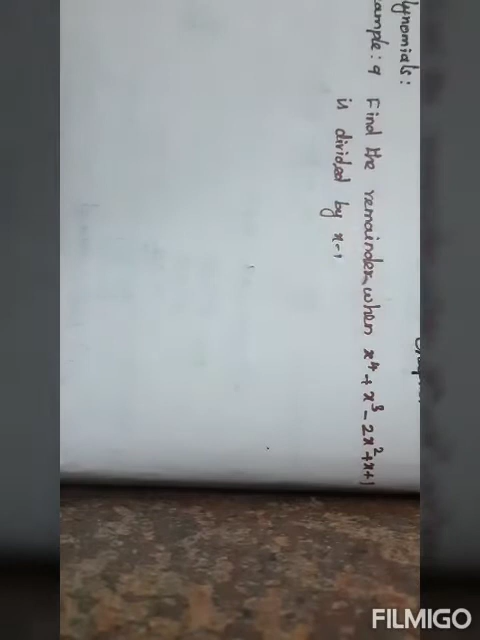 lynomials:
ample: 9 Find the remainder, when x⁴ + x³ - 2x² + x + 1
is divided by x-1
FILMIGO